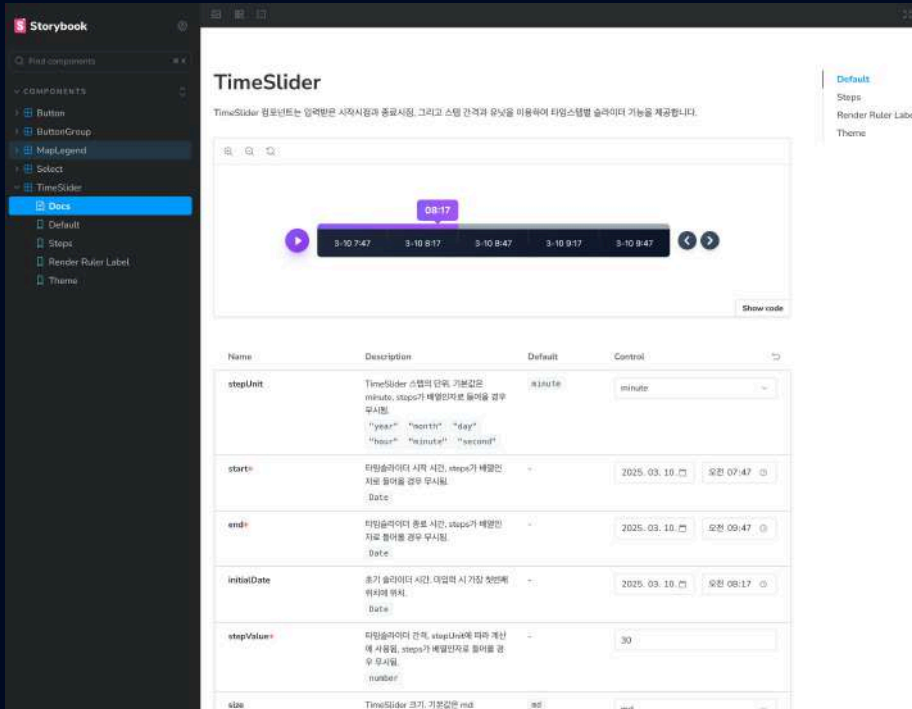 Storybook
Find components
⌘ K
COMPONENTS
Button
ButtonGroup
MapLegend
Select
TimeSlider
Docs
Default
Steps
Render Ruler Label
Theme
TimeSlider
TimeSlider 컴포넌트는 입력받은 시작시점과 종료시점, 그리고 스텝 간격과 유닛을 이용하여 타임스텝별 슬라이더 기능을 제공합니다.
Default
Steps
Render Ruler Labe
Theme
08:17
3-10 7:47
3-10 8:17
3-10 8:47
3-10 9:17
3-10 9:47
Show code
Name Description Default Control
stepUnit
TimeSlider 스텝의 단위. 기본값은
minute, steps가 배열인자로 들어올 경우
무시됨.
"year" "month" "day"
"hour" "minute" "second"
minute
minute
start*
타임슬라이더 시작 시간, steps가 배열인
자로 들어올 경우 무시됨.
Date
-
2025. 03. 10.
오전 07:47
end*
타임슬라이더 종료 시간, steps가 배열인
자로 들어올 경우 무시됨.
Date
-
2025. 03. 10.
오전 09:47
initialDate
초기 슬라이더 시간. 미입력 시 가장 첫번째
위치에 위치.
Date
-
2025. 03. 10.
오전 08:17
stepValue*
타임슬라이더 간격, stepUnit에 따라 계산
에 사용됨, steps가 배열인자로 들어올 경
우 무시됨.
number
-
30
size
TimeSlider 크기. 기본값은 md
md
md